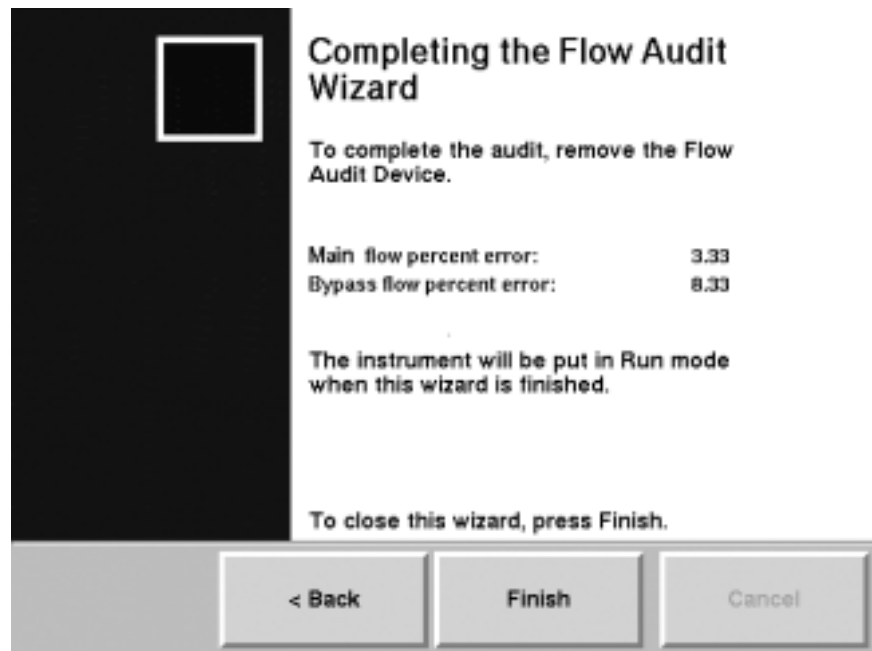 Completing the Flow Audit
Wizard
To complete the audit, remove the Flow
Audit Device.
Main flow percent error: 3.33
Bypass flow percent error: 8.33
The instrument will be put in Run mode
when this wizard is finished.
To close this wizard, press Finish.
< Back Finish Cancel